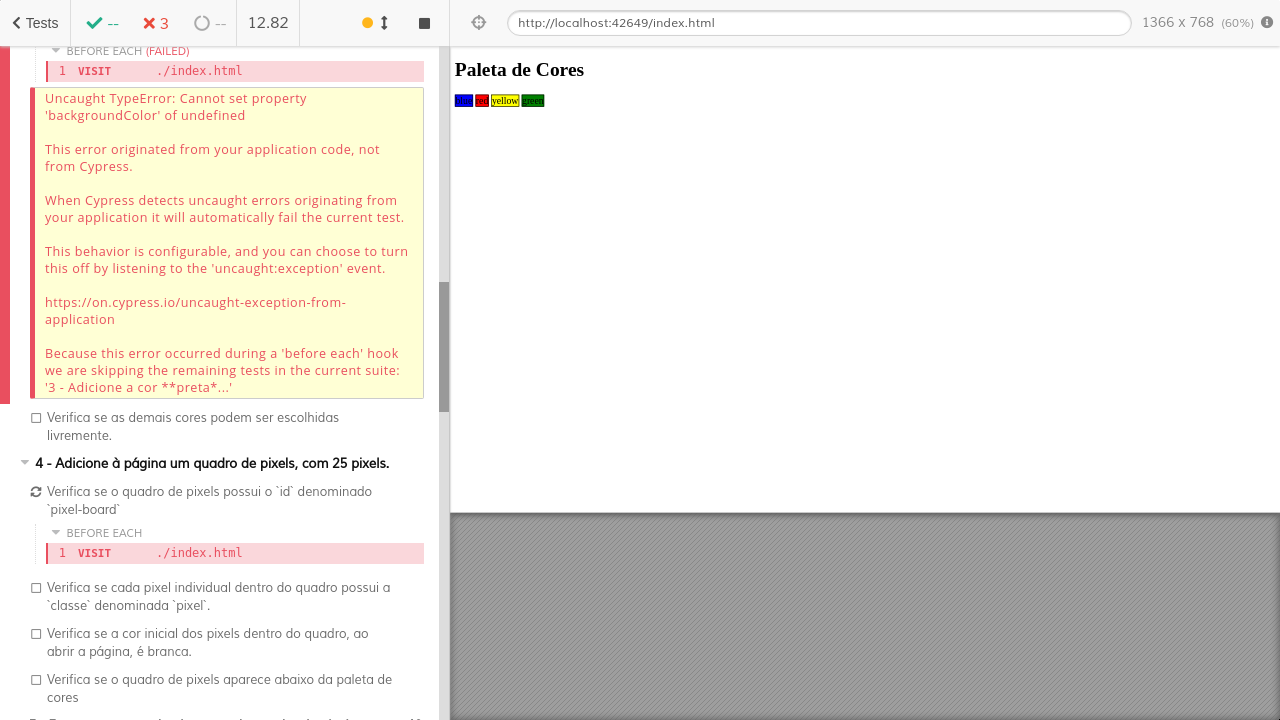 Tests
--
3
--
12.82
http://localhost:42649/index.html
1366 x 768 (60%)
BEFORE EACH (FAILED)
1 VISIT ./index.html
Uncaught TypeError: Cannot set property
'backgroundColor' of undefined
This error originated from your application code, not
from Cypress.
When Cypress detects uncaught errors originating from
your application it will automatically fail the current test.
This behavior is configurable, and you can choose to turn
this off by listening to the 'uncaught:exception' event.
https://on.cypress.io/uncaught-exception-from-
application
Because this error occurred during a 'before each' hook
we are skipping the remaining tests in the current suite:
'3 - Adicione a cor **preta*...'
Verifica se as demais cores podem ser escolhidas
livremente.
4 - Adicione à página um quadro de pixels, com 25 pixels.
Verifica se o quadro de pixels possui o `id` denominado
`pixel-board`
BEFORE EACH
1 VISIT ./index.html
Verifica se cada pixel individual dentro do quadro possui a
`classe` denominada `pixel`.
Verifica se a cor inicial dos pixels dentro do quadro, ao
abrir a página, é branca.
Verifica se o quadro de pixels aparece abaixo da paleta de
cores
Paleta de Cores
red yellow green